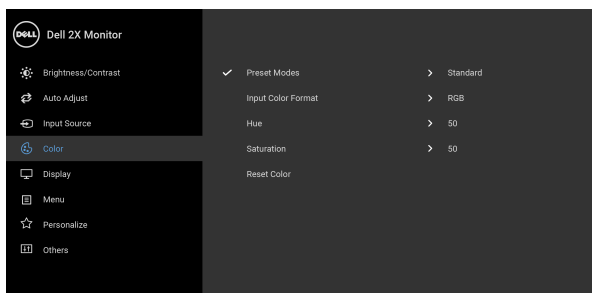 DELL Dell 2X Monitor
Brightness/Contrast
Auto Adjust
Input Source
Color
Display
Menu
Personalize
Others
Preset Modes Standard
Input Color Format RGB
Hue 50
Saturation 50
Reset Color